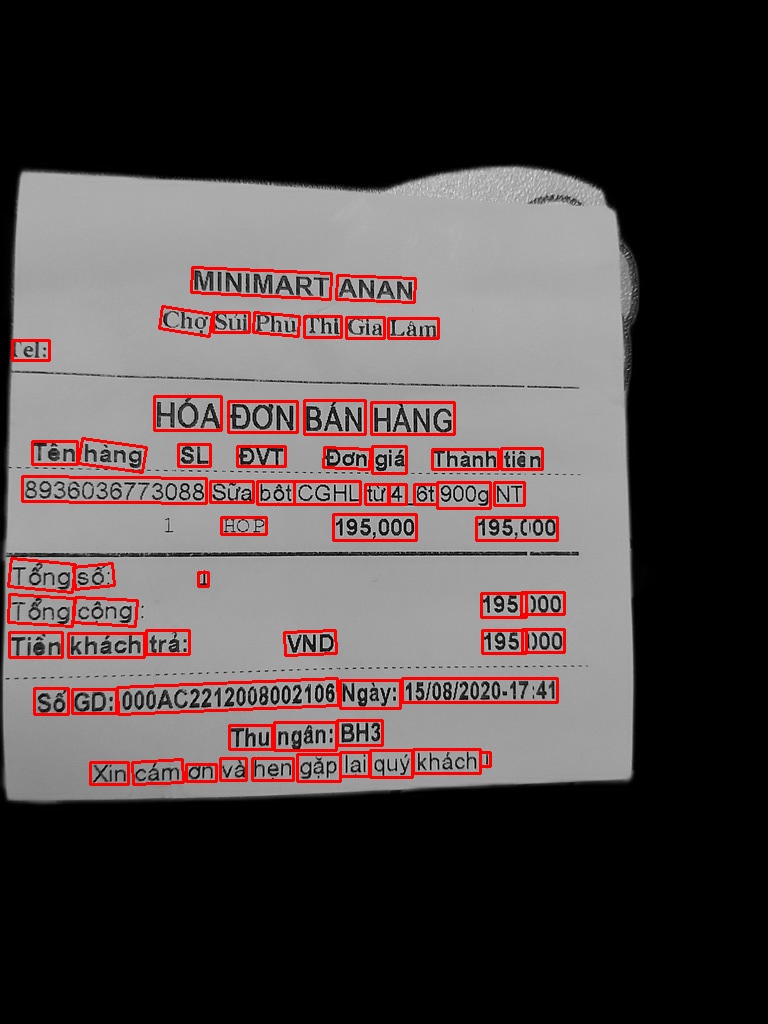 MINIMART ANAN
Chợ Sủi Phú Thị Gia Lâm
Tel:
HÓA ĐƠN BÁN HÀNG
Tên hàng SL ĐVT Đơn giá Thành tiền
8936036773088 Sữa bột CGHL từ 4_6t 900g NT
1 HOP 195,000 195,000
Tổng số: 1
Tổng cộng : 195,000
Tiền khách trả: VND 195,000
Số GD: 000AC2212008002106 Ngày: 15/08/2020-17:41
Thu ngân: BH3
Xin cám ơn và hẹn gặp lại quý khách !